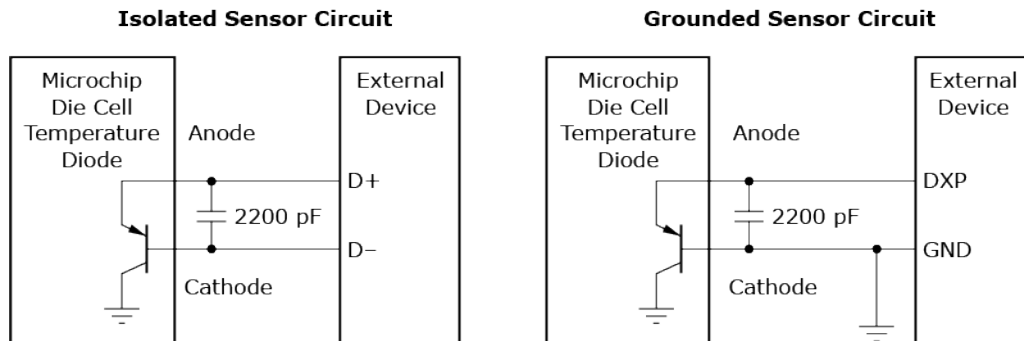 Isolated Sensor Circuit
Microchip
Die Cell
Temperature
Diode
Anode
External
Device
D+
2200 pF
D−
Cathode
Grounded Sensor Circuit
Microchip
Die Cell
Temperature
Diode
Anode
External
Device
DXP
2200 pF
GND
Cathode